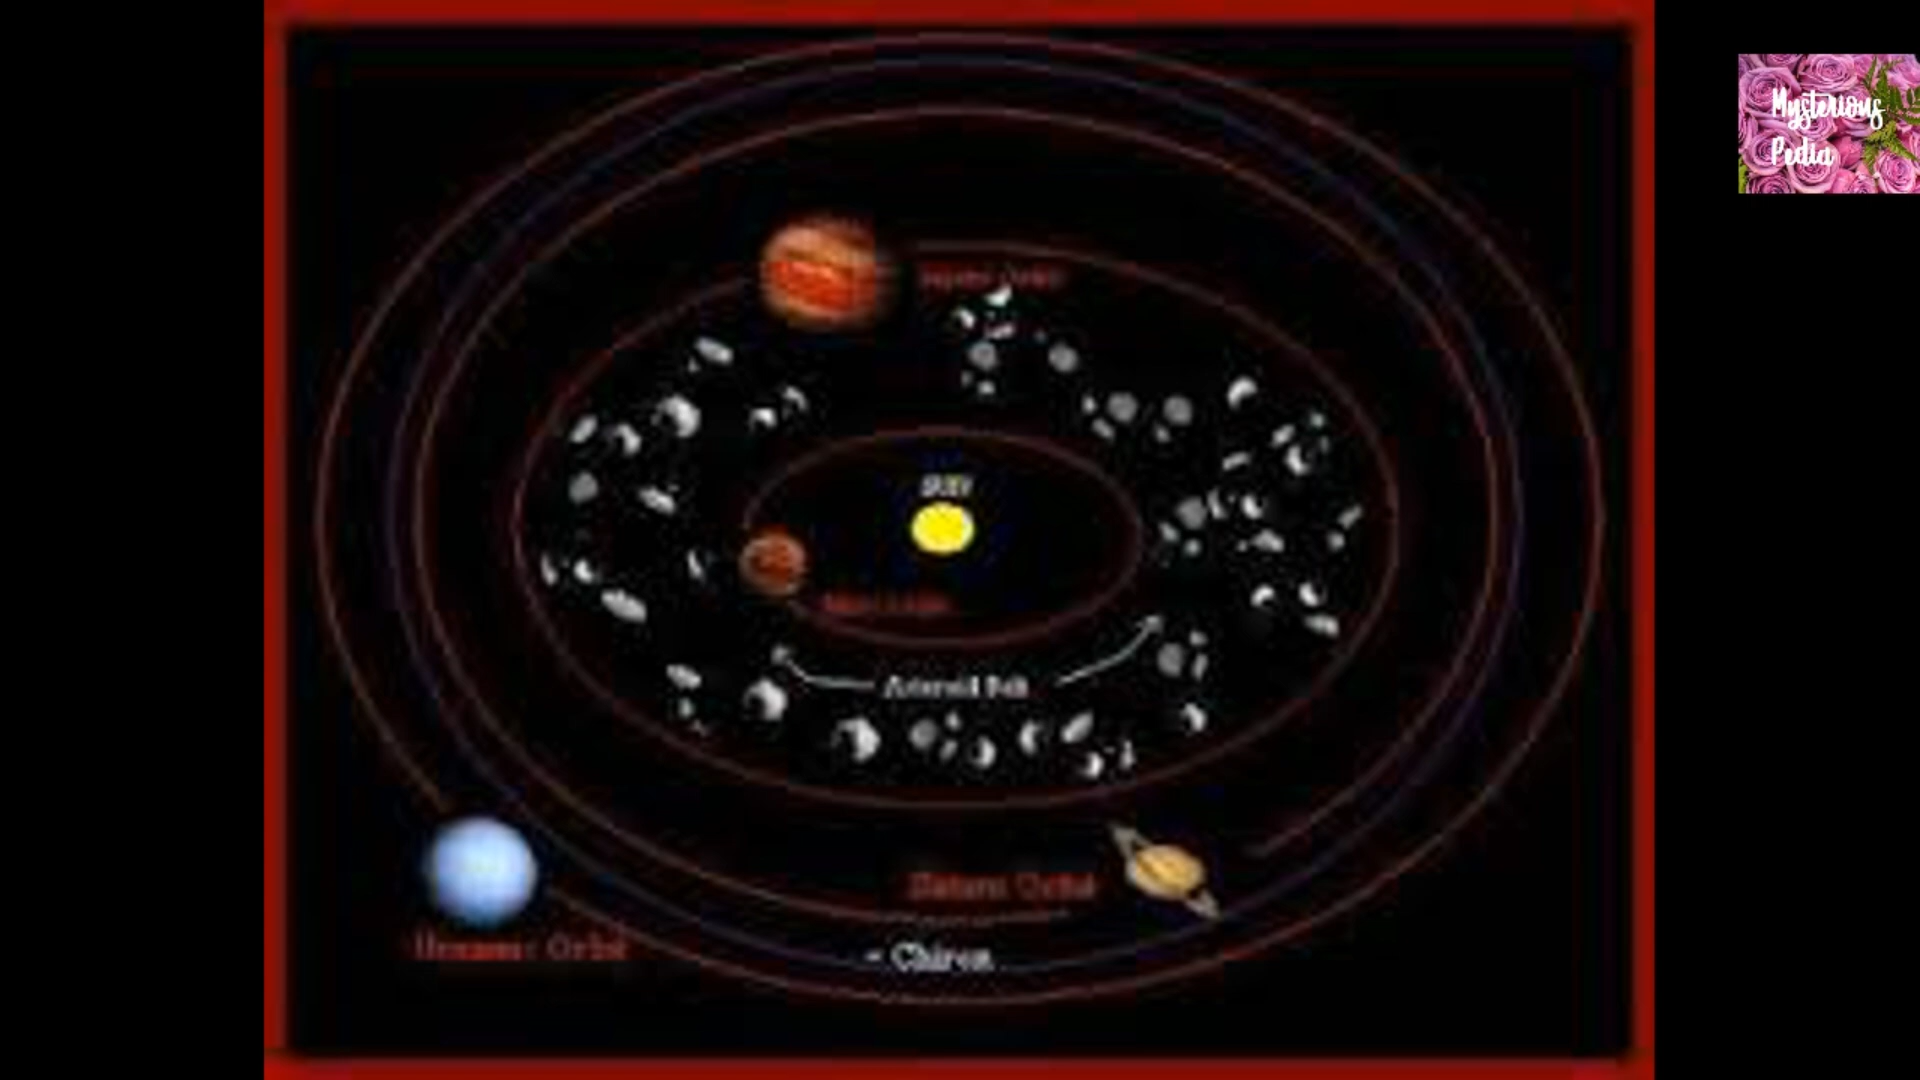 Mysterious
Pedia
SUN
Asteroid Belt
Saturn Orbit
Uranus Orbit
- Chiron